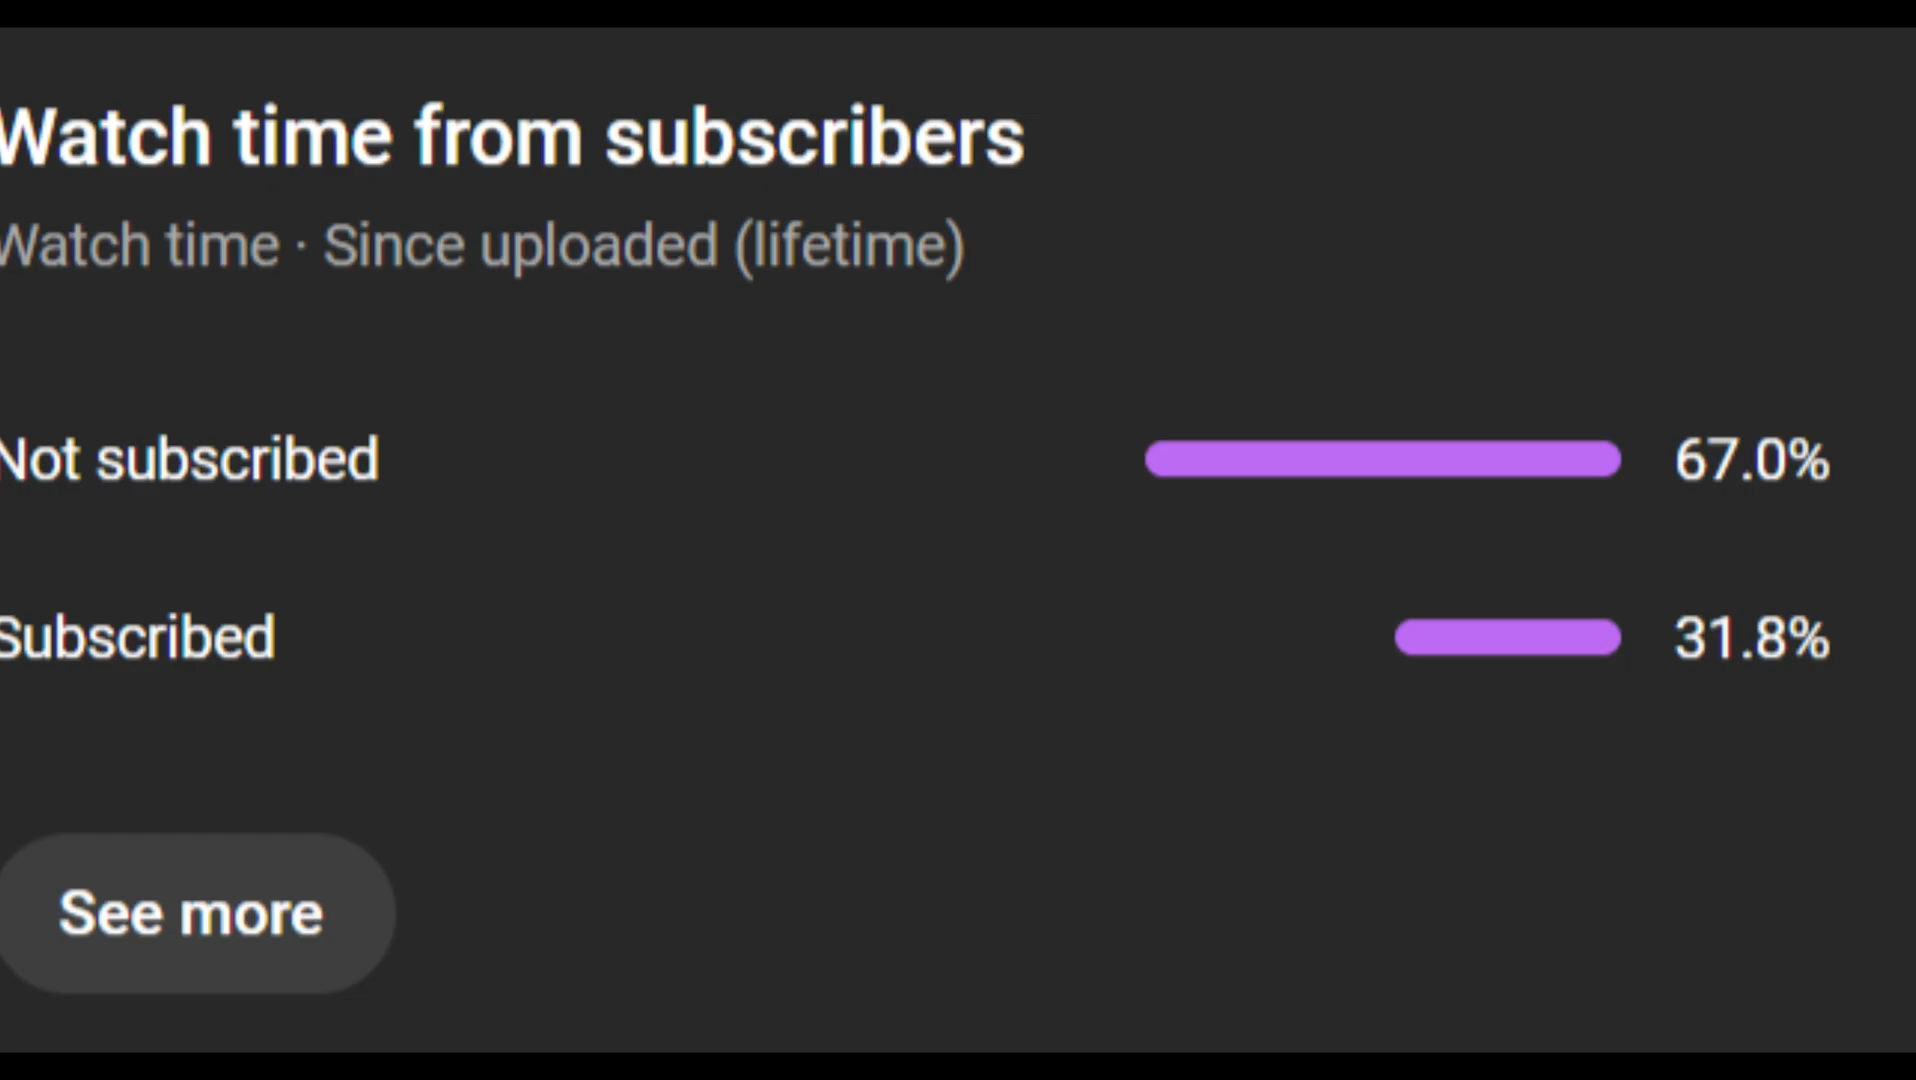 Watch time from subscribers
Watch time · Since uploaded (lifetime)
Not subscribed 67.0%
Subscribed 31.8%
See more